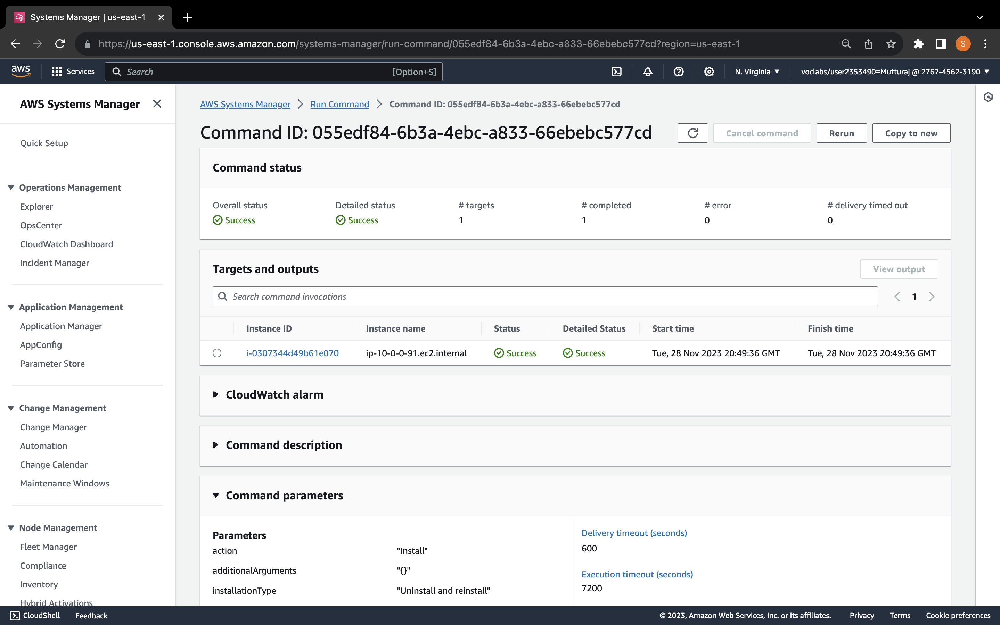 Systems Manager | us-east-1
https://us-east-1.console.aws.amazon.com/systems-manager/run-command/055edf84-6b3a-4ebc-a833-66ebebc577cd?region=us-east-1
S
aws
Services
Search
[Option+S]
N. Virginia
voclabs/user2353490=Mutturaj @ 2767-4562-3190
AWS Systems Manager
Quick Setup
Operations Management
Explorer
OpsCenter
CloudWatch Dashboard
Incident Manager
Application Management
Application Manager
AppConfig
Parameter Store
Change Management
Change Manager
Automation
Change Calendar
Maintenance Windows
Node Management
Fleet Manager
Compliance
Inventory
Hybrid Activations
AWS Systems Manager > Run Command > Command ID: 055edf84-6b3a-4ebc-a833-66ebebc577cd
Command ID: 055edf84-6b3a-4ebc-a833-66ebebc577cd
Cancel command
Rerun
Copy to new
Command status
Overall status
Success
Detailed status
Success
# targets
1
# completed
1
# error
0
# delivery timed out
0
Targets and outputs
View output
Search command invocations
1
Instance ID Instance name Status Detailed Status Start time Finish time
i-0307344d49b61e070 ip-10-0-0-91.ec2.internal Success Success Tue, 28 Nov 2023 20:49:36 GMT Tue, 28 Nov 2023 20:49:36 GMT
CloudWatch alarm
Command description
Command parameters
Parameters
action "Install"
additionalArguments "{}"
installationType "Uninstall and reinstall"
Delivery timeout (seconds)
600
Execution timeout (seconds)
7200
CloudShell
Feedback
© 2023, Amazon Web Services, Inc. or its affiliates.
Privacy
Terms
Cookie preferences